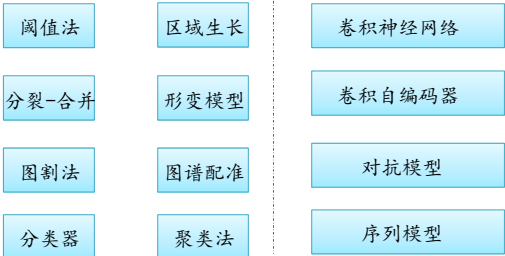 阈值法
区域生长
卷积神经网络
分裂-合并
形变模型
卷积自编码器
图割法
图谱配准
对抗模型
分类器
聚类法
序列模型